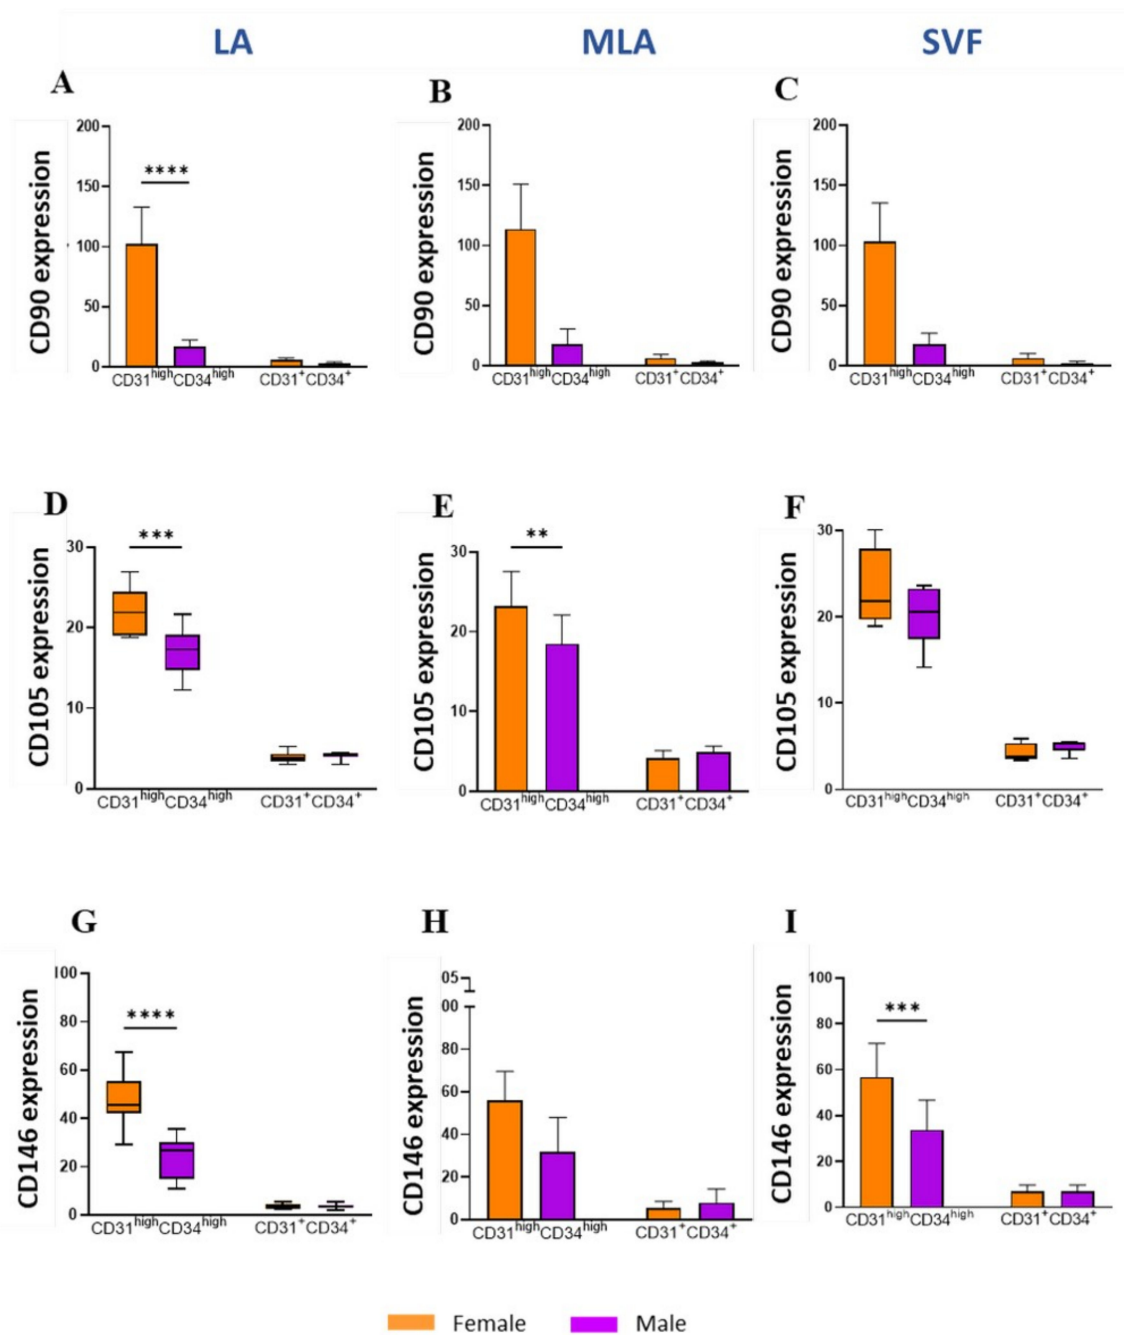 LA MLA SVF
A B C
CD90 expression
200
150
100
50
0
****
CD31highCD34high CD31+CD34+
CD90 expression
200
150
100
50
0
CD31highCD34high CD31+CD34+
CD90 expression
200
150
100
50
0
CD31highCD34high CD31+CD34+
D E F
CD105 expression
30
20
10
0
***
CD31highCD34high CD31+CD34+
CD105 expression
30
20
10
0
**
CD31highCD34high CD31+CD34+
CD105 expression
30
20
10
0
CD31highCD34high CD31+CD34+
G H I
CD146 expression
100
80
60
40
20
0
****
CD31highCD34high CD31+CD34+
CD146 expression
05
00
80
60
40
20
0
CD31highCD34high CD31+CD34+
CD146 expression
100
80
60
40
20
0
***
CD31highCD34high CD31+CD34+
Female Male